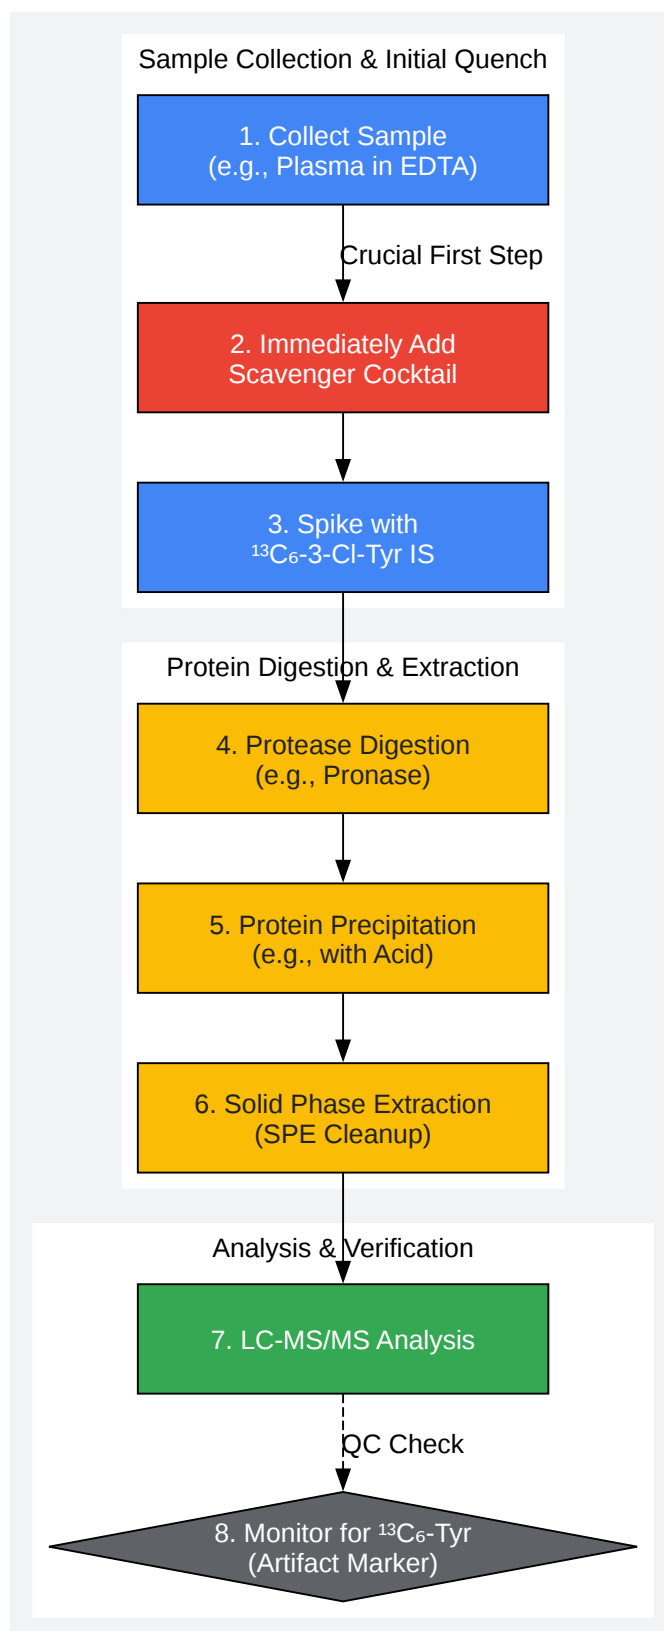 Sample Collection & Initial Quench
1. Collect Sample
(e.g., Plasma in EDTA)
Crucial First Step
2. Immediately Add
Scavenger Cocktail
3. Spike with
¹³C₆-3-Cl-Tyr IS
Protein Digestion & Extraction
4. Protease Digestion
(e.g., Pronase)
5. Protein Precipitation
(e.g., with Acid)
6. Solid Phase Extraction
(SPE Cleanup)
Analysis & Verification
7. LC-MS/MS Analysis
QC Check
8. Monitor for ¹³C₆-Tyr
(Artifact Marker)